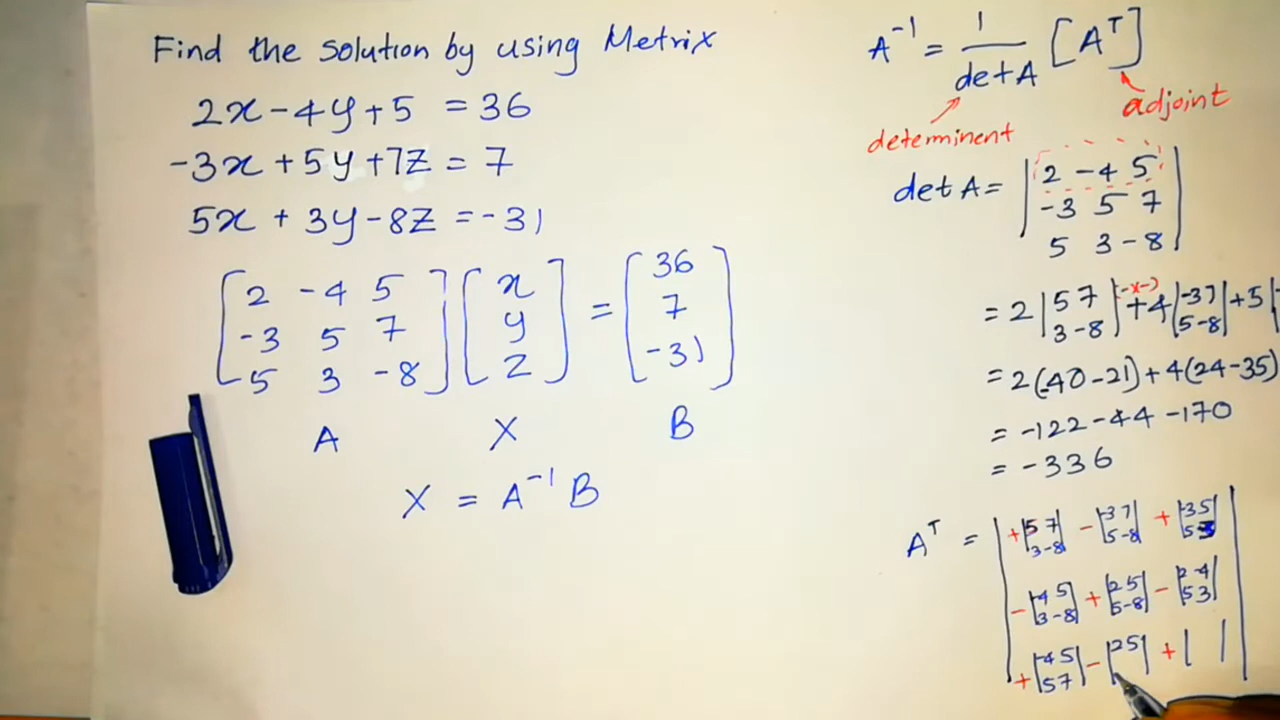 Find the solution by using Metrix
2x - 4y + 5 = 36
-3x + 5y + 7z = 7
5x + 3y - 8z = -31
2 -4 5 x = 36
-3 5 7 y 7
5 3 -8 z -31
A X B
X = A⁻¹ B
A⁻¹ = 1/det A [Aᵀ]
determinent adjoint
det A = | 2 -4 5 |
-3 5 7
5 3 -8
= 2 |5 7| -x-) + 4 |-3 7| + 5 |
3 -8 5 -8
= 2(-40 - 21) + 4(24 - 35)
= -122 - 44 - 170
= -336
Aᵀ = +|5 7| - |-3 7| + |-3 5|
3 -8 5 -8 5 3
- |-4 5| + |2 5| - |2 -4|
3 -8 5 -8 5 3
+ |-4 5| - |2 5| + | |
5 7